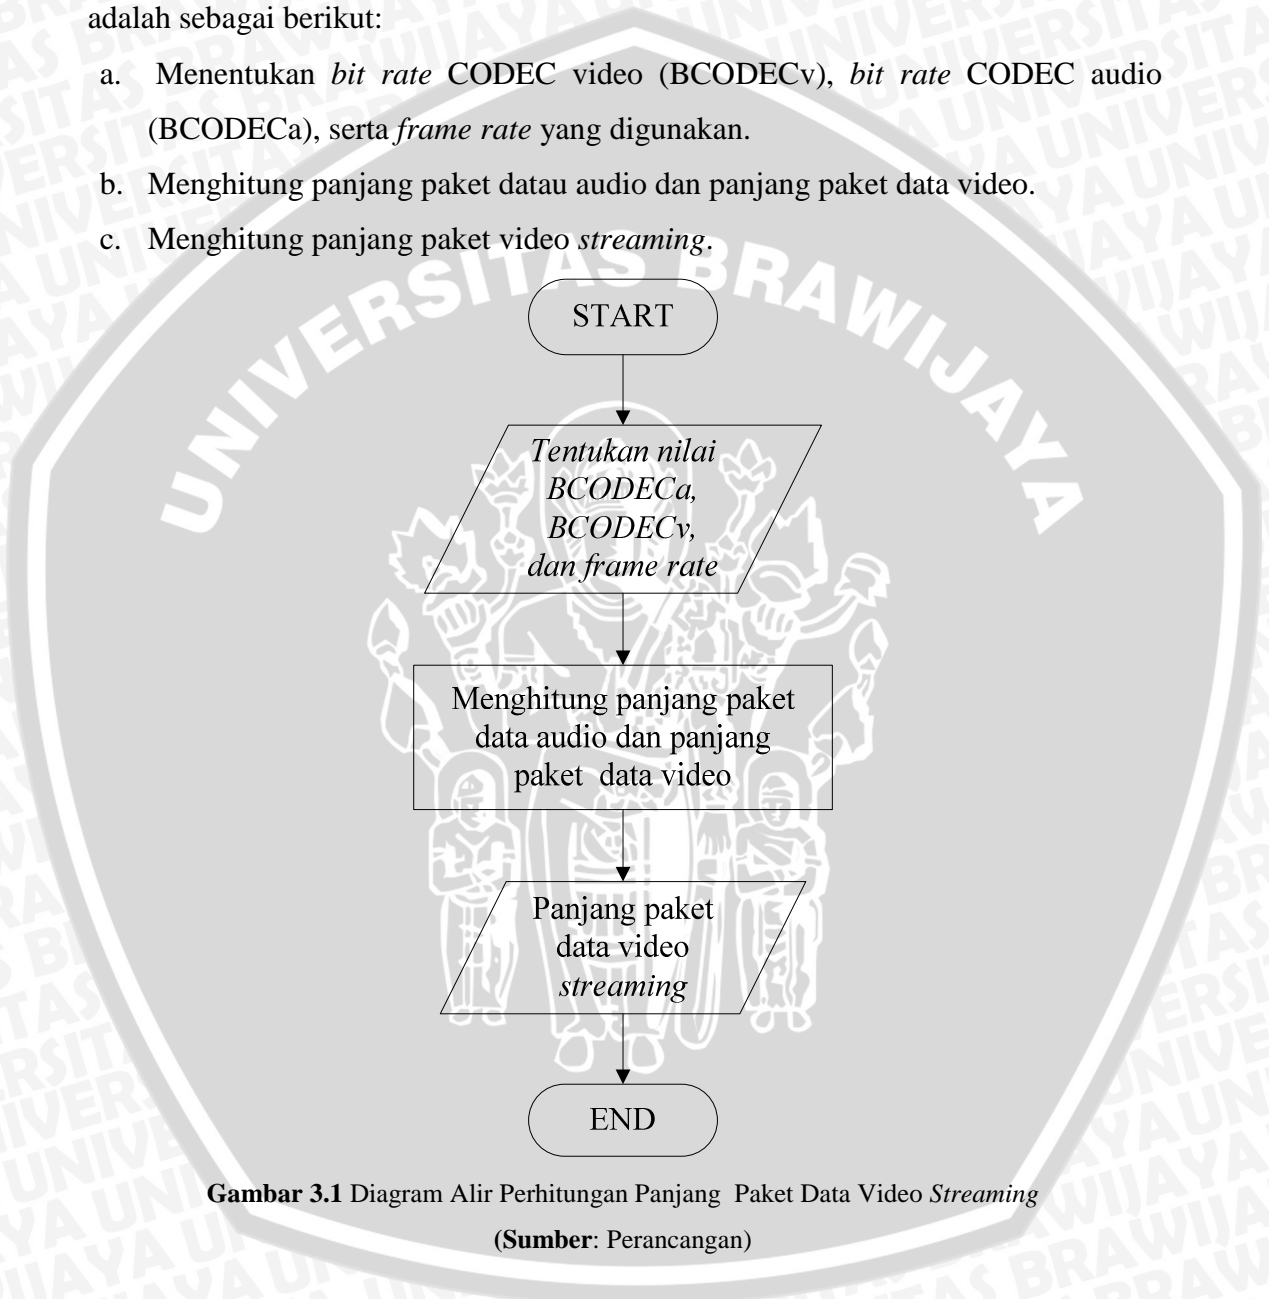 adalah sebagai berikut:
a. Menentukan bit rate CODEC video (BCODECv), bit rate CODEC audio
(BCODECa), serta frame rate yang digunakan.
b. Menghitung panjang paket datau audio dan panjang paket data video.
c. Menghitung panjang paket video streaming.
UNIVERSITAS BRAWIJAYA
START
Tentukan nilai
BCODECa,
BCODECv,
dan frame rate
Menghitung panjang paket
data audio dan panjang
paket data video
Panjang paket
data video
streaming
END
Gambar 3.1 Diagram Alir Perhitungan Panjang Paket Data Video Streaming
(Sumber: Perancangan)